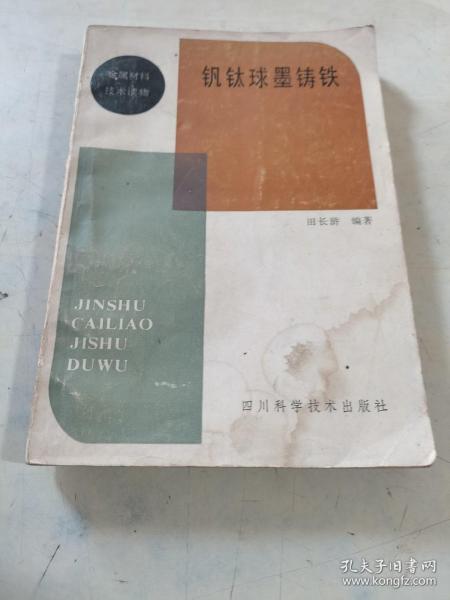 金属材料
技术读物
钒钛球墨铸铁
田长浒 编著
JINSHU
CAILIAO
JISHU
DUWU
四川科学技术出版社
孔夫子旧书网
www.kongfz.com